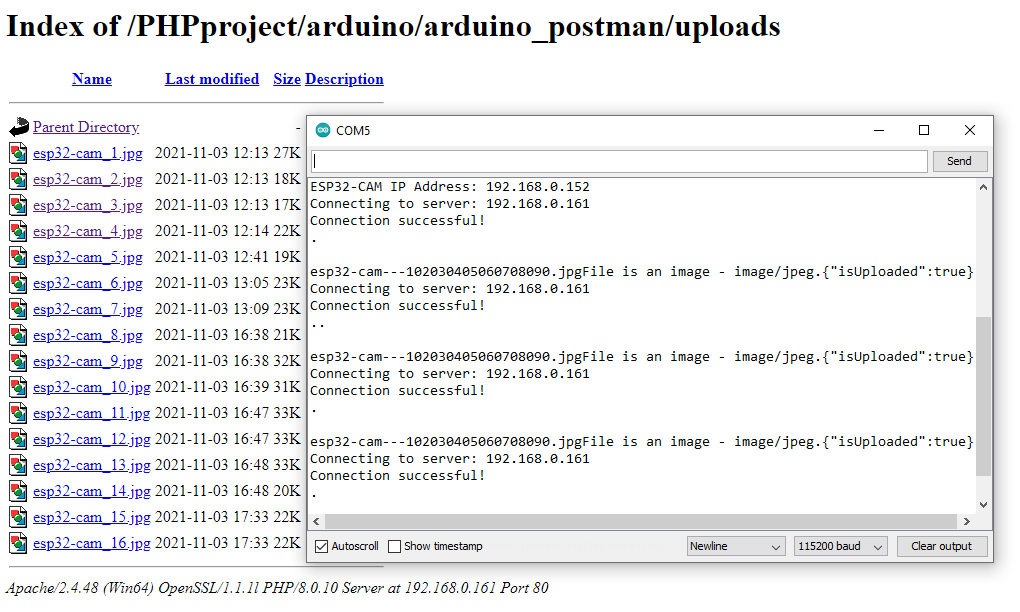 Index of /PHPproject/arduino/arduino_postman/uploads
Name Last modified Size Description
Parent Directory -
esp32-cam_1.jpg 2021-11-03 12:13 27K
esp32-cam_2.jpg 2021-11-03 12:13 18K
esp32-cam_3.jpg 2021-11-03 12:13 17K
esp32-cam_4.jpg 2021-11-03 12:14 22K
esp32-cam_5.jpg 2021-11-03 12:41 19K
esp32-cam_6.jpg 2021-11-03 13:05 23K
esp32-cam_7.jpg 2021-11-03 13:09 23K
esp32-cam_8.jpg 2021-11-03 16:38 21K
esp32-cam_9.jpg 2021-11-03 16:38 32K
esp32-cam_10.jpg 2021-11-03 16:39 31K
esp32-cam_11.jpg 2021-11-03 16:47 33K
esp32-cam_12.jpg 2021-11-03 16:47 33K
esp32-cam_13.jpg 2021-11-03 16:48 33K
esp32-cam_14.jpg 2021-11-03 16:48 20K
esp32-cam_15.jpg 2021-11-03 17:33 22K
esp32-cam_16.jpg 2021-11-03 17:33 22K
Apache/2.4.48 (Win64) OpenSSL/1.1.1l PHP/8.0.10 Server at 192.168.0.161 Port 80
COM5
Send
ESP32-CAM IP Address: 192.168.0.152
Connecting to server: 192.168.0.161
Connection successful!
.
esp32-cam---102030405060708090.jpgFile is an image - image/jpeg.{"isUploaded":true}
Connecting to server: 192.168.0.161
Connection successful!
..
esp32-cam---102030405060708090.jpgFile is an image - image/jpeg.{"isUploaded":true}
Connecting to server: 192.168.0.161
Connection successful!
.
esp32-cam---102030405060708090.jpgFile is an image - image/jpeg.{"isUploaded":true}
Connecting to server: 192.168.0.161
Connection successful!
.
Autoscroll Show timestamp Newline 115200 baud Clear output